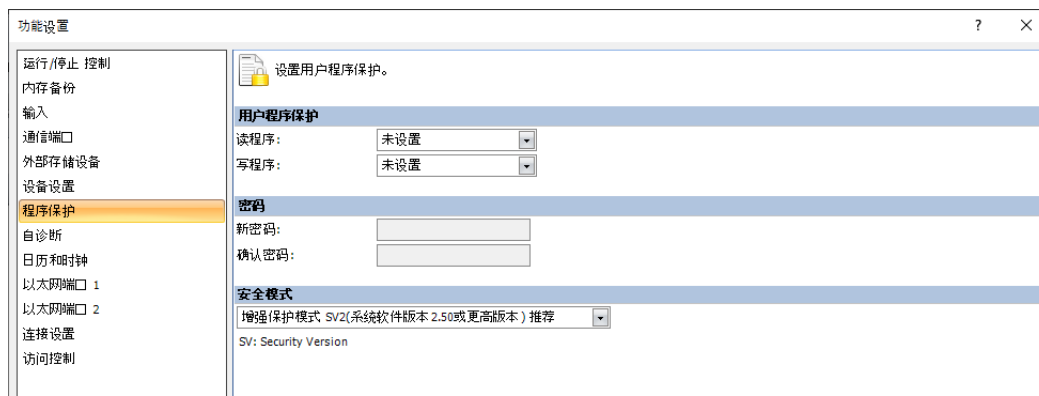 功能设置
?
运行/停止 控制
内存备份
输入
通信端口
外部存储设备
设备设置
程序保护
自诊断
日历和时钟
以太网端口 1
以太网端口 2
连接设置
访问控制
设置用户程序保护。
用户程序保护
读程序: 未设置
写程序: 未设置
密码
新密码:
确认密码:
安全模式
增强保护模式 SV2(系统软件版本 2.50或更高版本 ) 推荐
SV: Security Version